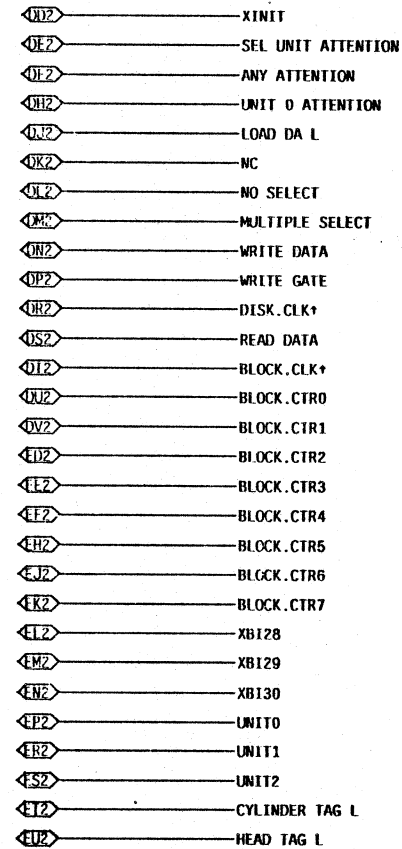 DD2 XINIT
DE2 SEL UNIT ATTENTION
DF2 ANY ATTENTION
DH2 UNIT 0 ATTENTION
DJ2 LOAD DA L
DK2 NC
DL2 NO SELECT
DM2 MULTIPLE SELECT
DN2 WRITE DATA
DP2 WRITE GATE
DR2 DISK.CLK↑
DS2 READ DATA
DT2 BLOCK.CLK↑
DU2 BLOCK.CTR0
DV2 BLOCK.CTR1
ED2 BLOCK.CTR2
EE2 BLOCK.CTR3
EF2 BLOCK.CTR4
EH2 BLOCK.CTR5
EJ2 BLOCK.CTR6
EK2 BLOCK.CTR7
EL2 XBI28
EM2 XBI29
EN2 XBI30
EP2 UNIT0
ER2 UNIT1
ES2 UNIT2
ET2 CYLINDER TAG L
EU2 HEAD TAG L